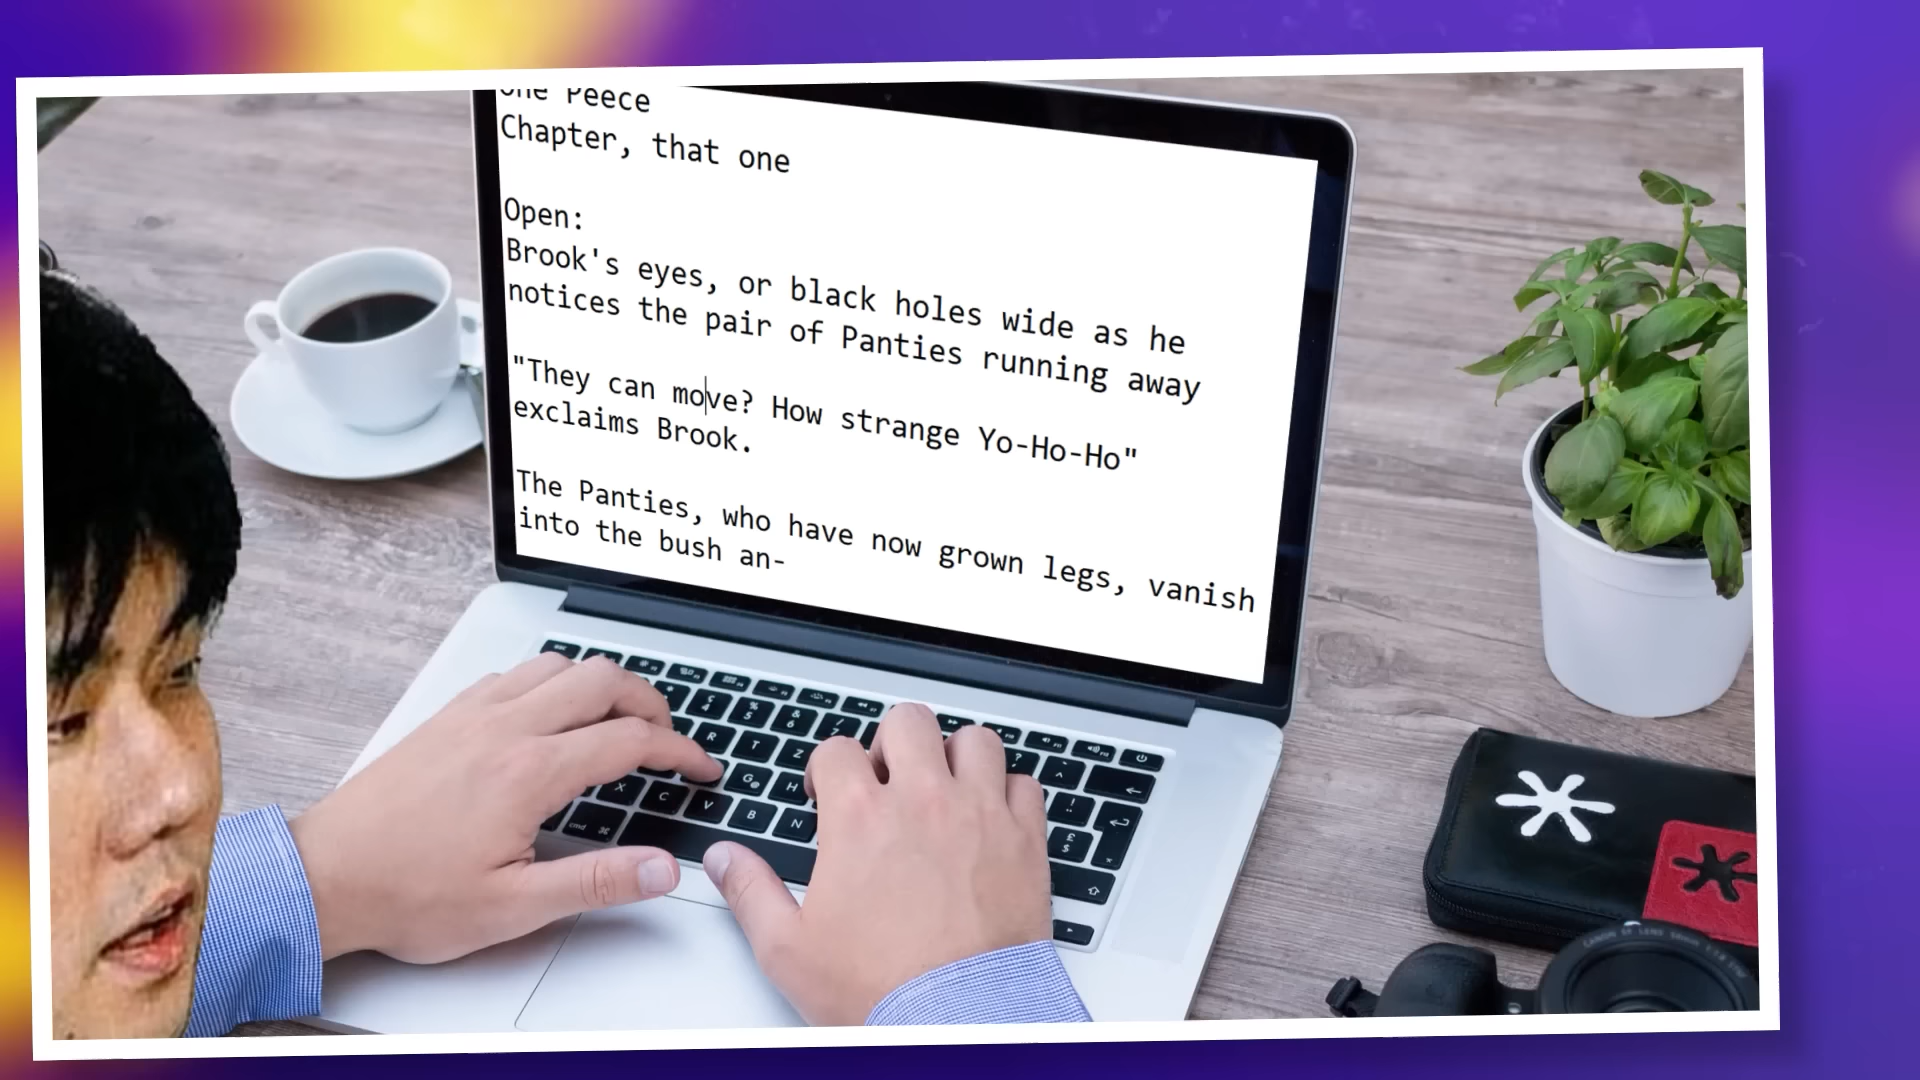 One Peece
Chapter, that one
Open:
Brook's eyes, or black holes wide as he
notices the pair of Panties running away
"They can move? How strange Yo-Ho-Ho"
exclaims Brook.
The Panties, who have now grown legs, vanish
into the bush an-